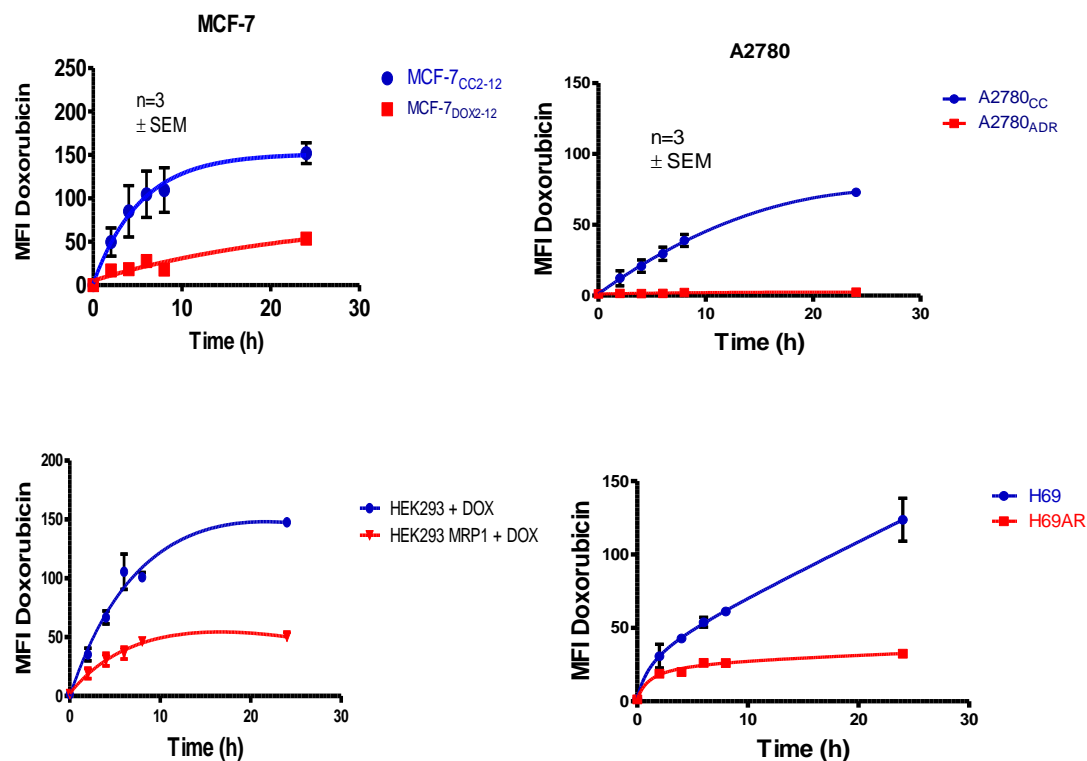 MCF-7
250
200
150
100
50
0
0
10
20
30
MFI Doxorubicin
Time (h)
n=3
± SEM
MCF-7CC2-12
MCF-7DOX2-12
A2780
150
100
50
0
0
10
20
30
MFI Doxorubicin
Time (h)
n=3
± SEM
A2780CC
A2780ADR
200
150
100
50
0
0
10
20
30
MFI Doxorubicin
Time (h)
HEK293 + DOX
HEK293 MRP1 + DOX
150
100
50
0
0
10
20
30
MFI Doxorubicin
Time (h)
H69
H69AR